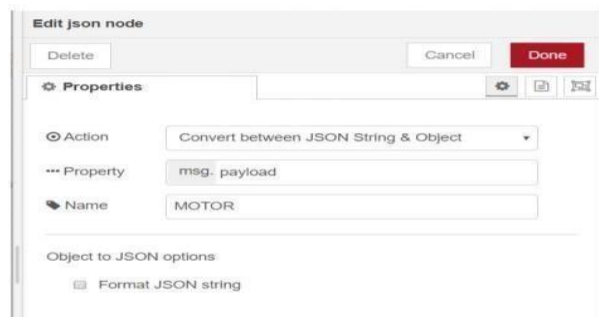 Edit json node
Delete Cancel Done
Properties
Action Convert between JSON String & Object
Property msg. payload
Name MOTOR
Object to JSON options
Format JSON string